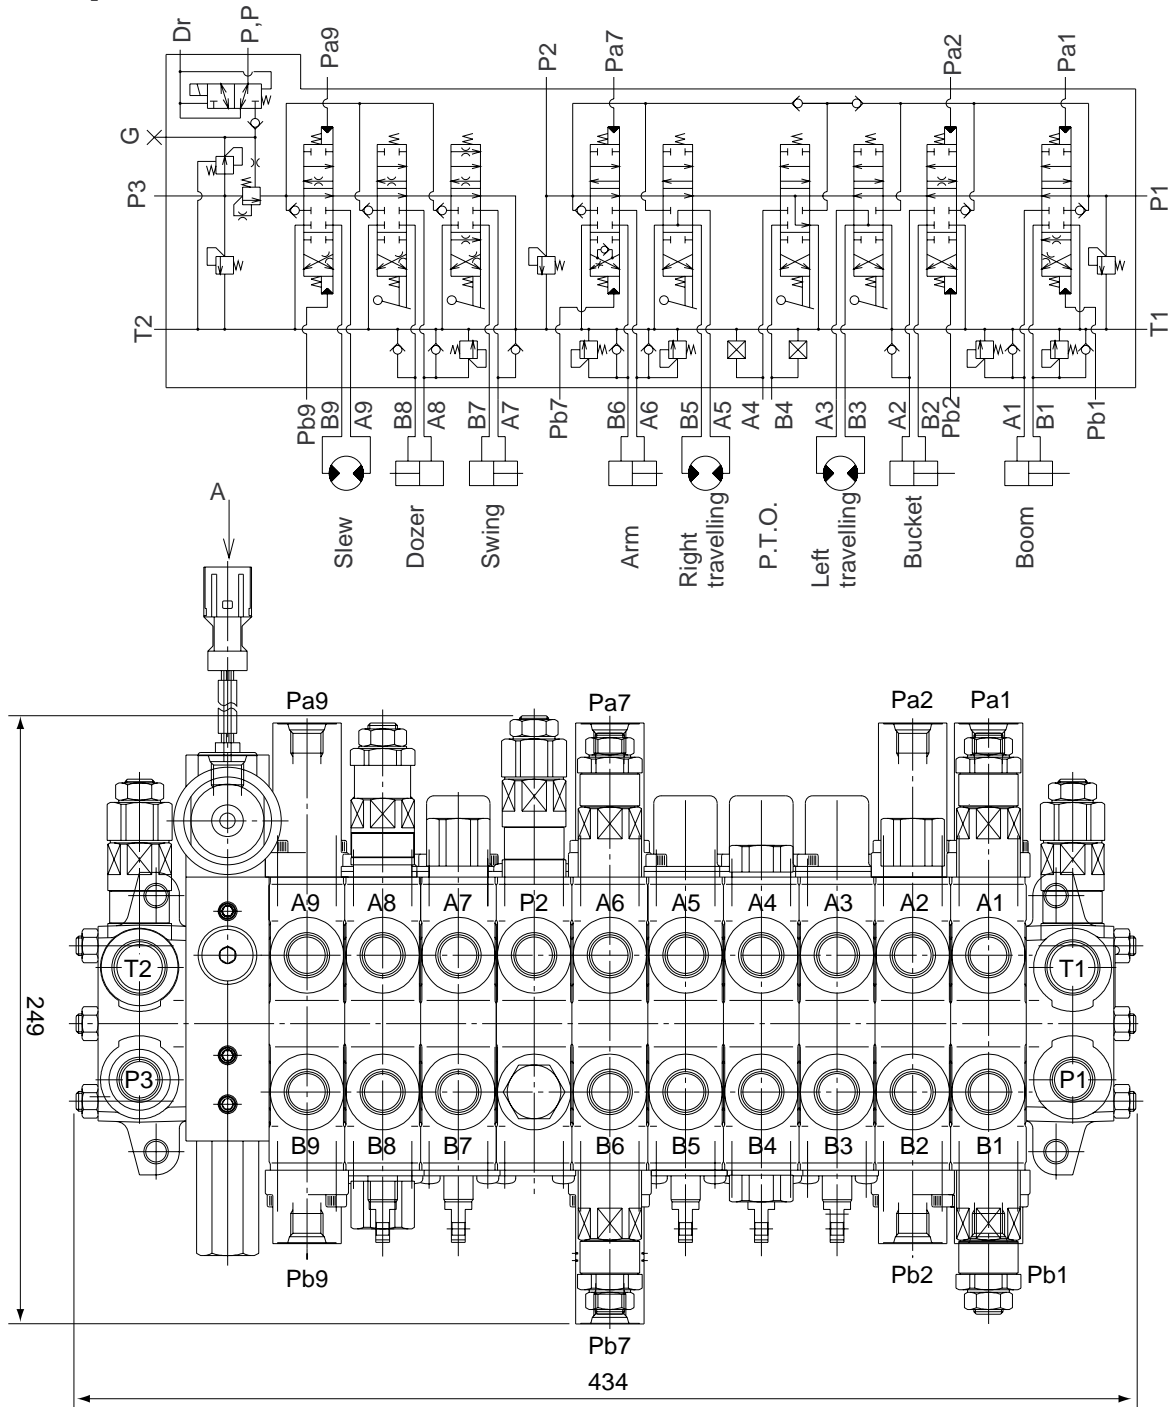 Dr
P,P
Pa9
P2
Pa7
Pa2
Pa1
G
P3
P1
T2
T1
Pb9
B9
A9
B8
A8
B7
A7
Pb7
B6
A6
B5
A5
A4
B4
A3
B3
A2
B2
Pb2
A1
B1
Pb1
Slew
Dozer
Swing
Arm
Right
travelling
P.T.O.
Left
travelling
Bucket
Boom
A
Pa9
Pa7
Pa2
Pa1
A9
A8
A7
P2
A6
A5
A4
A3
A2
A1
T2
T1
249
P3
P1
B9
B8
B7
B6
B5
B4
B3
B2
B1
Pb9
Pb2
Pb1
Pb7
434